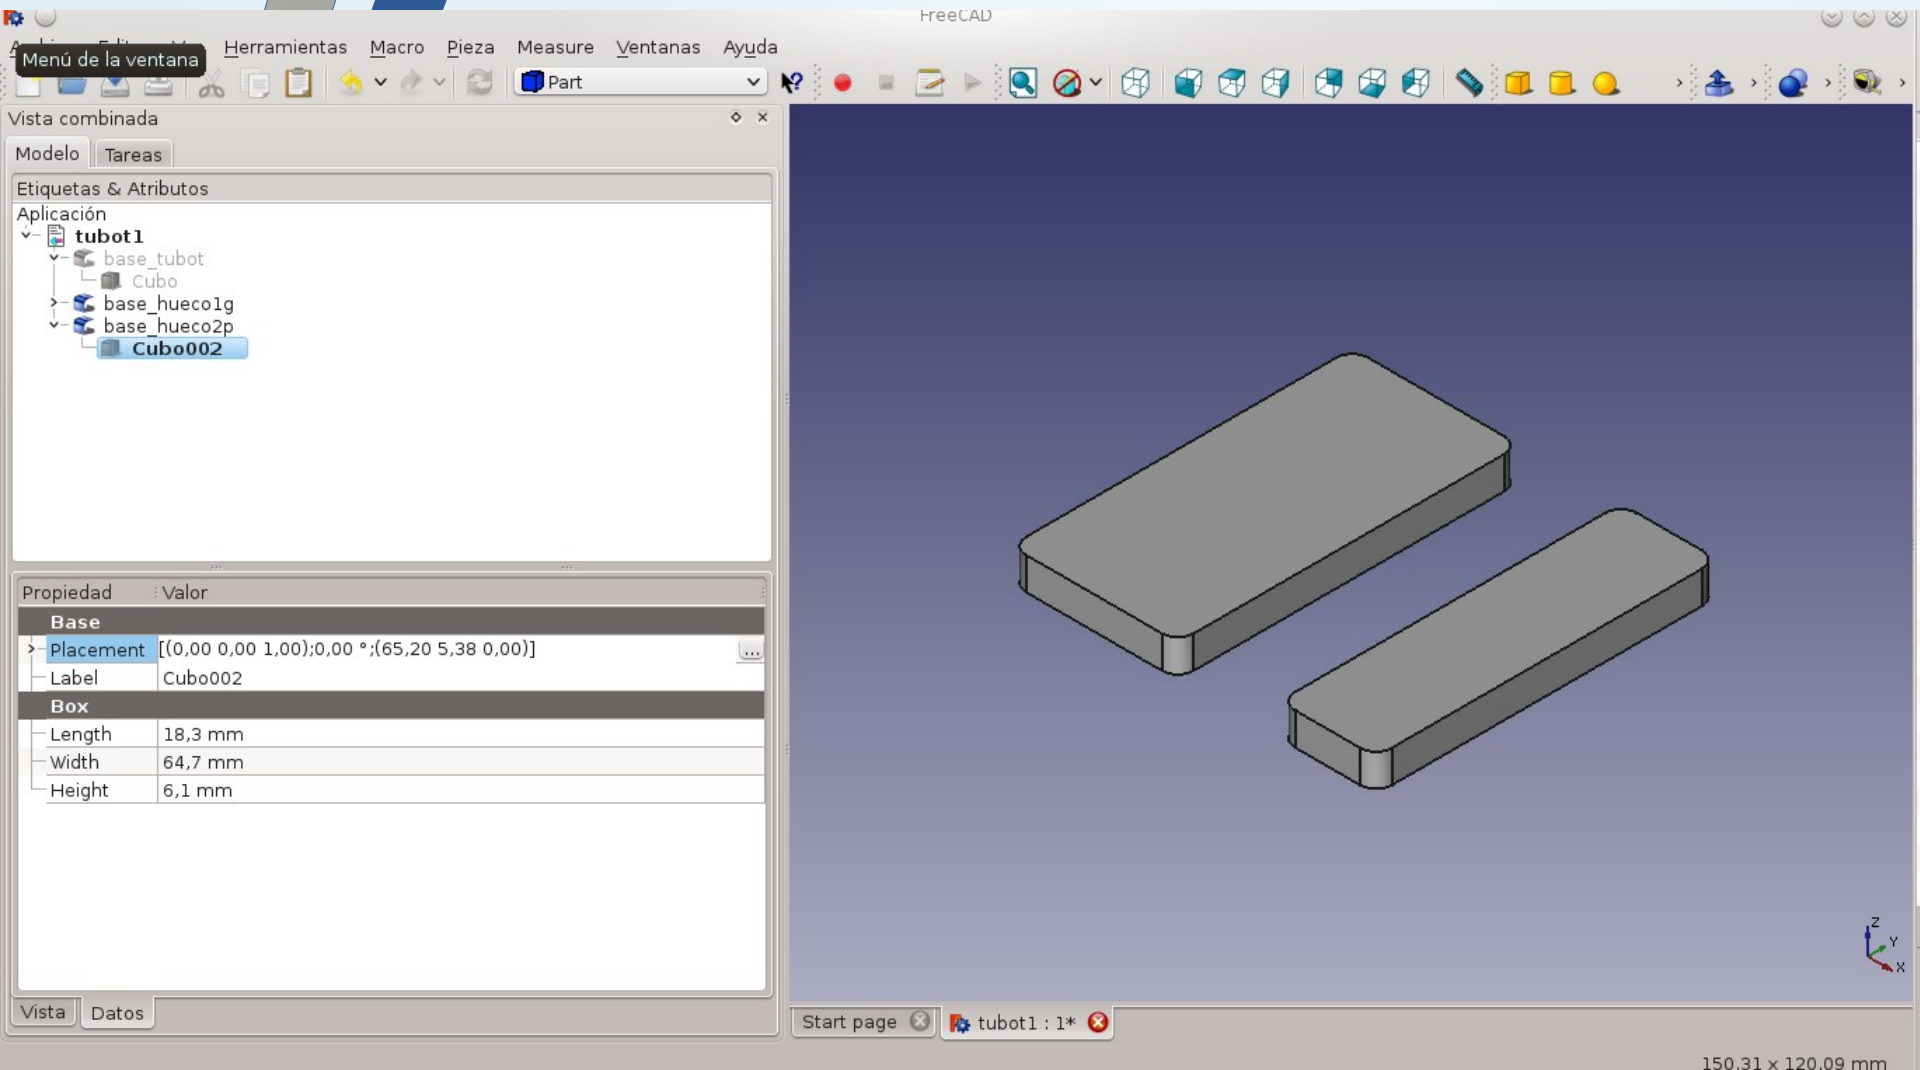 FreeCAD
Herramientas Macro Pieza Measure Ventanas Ayuda
Menú de la ventana
Part
Vista combinada
Modelo Tareas
Etiquetas & Atributos
Aplicación
tubot1
base_tubot
Cubo
base_hueco1g
base_hueco2p
Cubo002
Propiedad Valor
Base
Placement [(0,00 0,00 1,00);0,00 °;(65,20 5,38 0,00)]
...
Label Cubo002
Box
Length 18,3 mm
Width 64,7 mm
Height 6,1 mm
Z
Y
X
Vista Datos
Start page tubot1 : 1*
150.31 x 120.09 mm